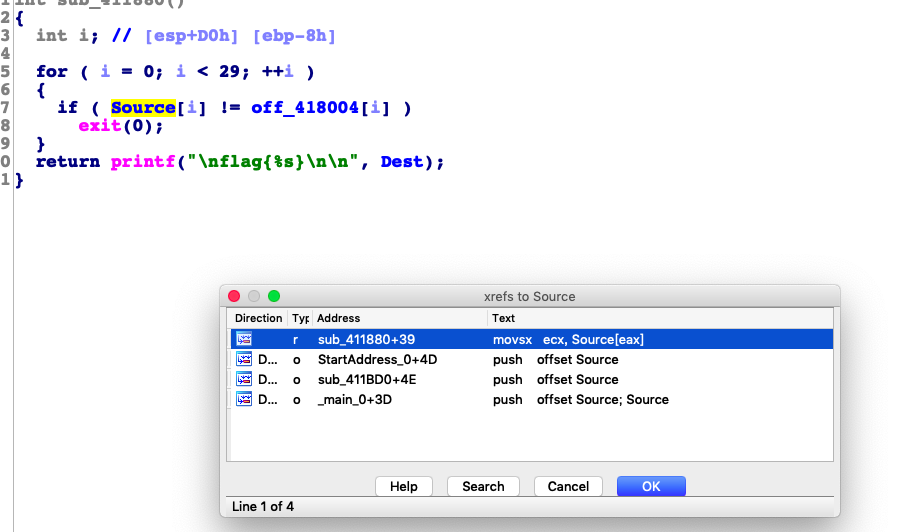 int sub_411880()
2 {
3 int i; // [esp+D0h] [ebp-8h]
4
5 for ( i = 0; i < 29; ++i )
6 {
7 if ( Source[i] != off_418004[i] )
8 exit(0);
9 }
0 return printf("\nflag{%s}\n\n", Dest);
1 }
xrefs to Source
Direction Typ Address Text
r sub_411880+39 movsx ecx, Source[eax]
D... o StartAddress_0+4D push offset Source
D... o sub_411BD0+4E push offset Source
D... o _main_0+3D push offset Source; Source
Help Search Cancel OK
Line 1 of 4